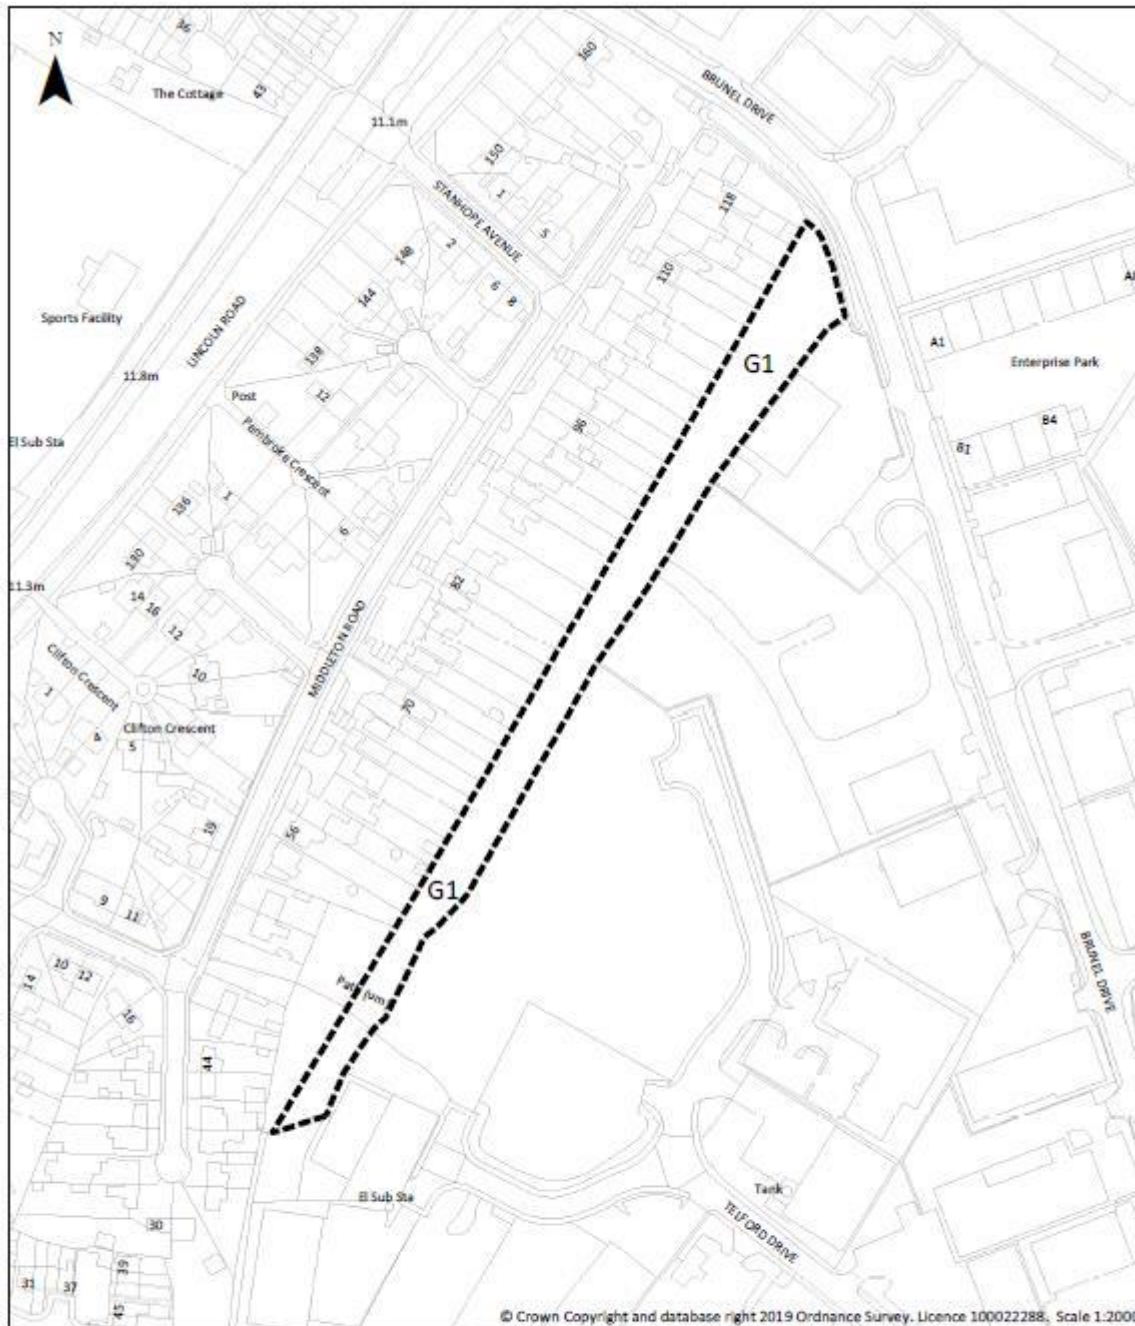 36
160
N
The Cottage
43
BRUNEL DRIVE
11.1m
150
1
STANHOPE AVENUE
5
118
2
148
6
8
110
144
Sports Facility
LINCOLN ROAD
A1
G1
Enterprise Park
138
11.8m
12
Post
96
B4
El Sub Sta
Pembroke Crescent
B1
136
1
6
130
82
11.3m
14
16
12
MIDDLETON ROAD
10
Clifton Crescent
1
70
4
Clifton Crescent
5
19
56
G1
9
11
BRUNEL DRIVE
10
12
14
16
44
Tank
El Sub Sta
TELFORD DRIVE
30
39
31
37
45
© Crown Copyright and database right 2019 Ordnance Survey. Licence 100022288. Scale 1:2000